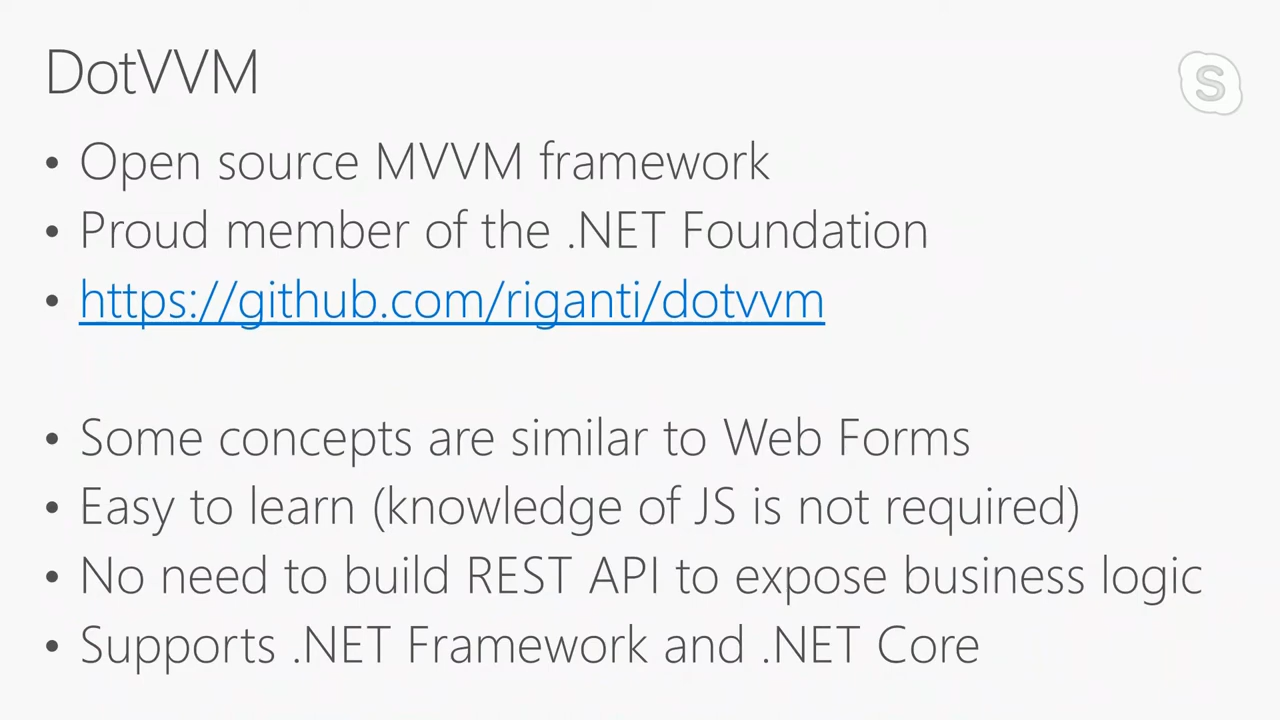 DotVVM
S
• Open source MVVM framework
• Proud member of the .NET Foundation
• https://github.com/riganti/dotvvm
• Some concepts are similar to Web Forms
• Easy to learn (knowledge of JS is not required)
• No need to build REST API to expose business logic
• Supports .NET Framework and .NET Core